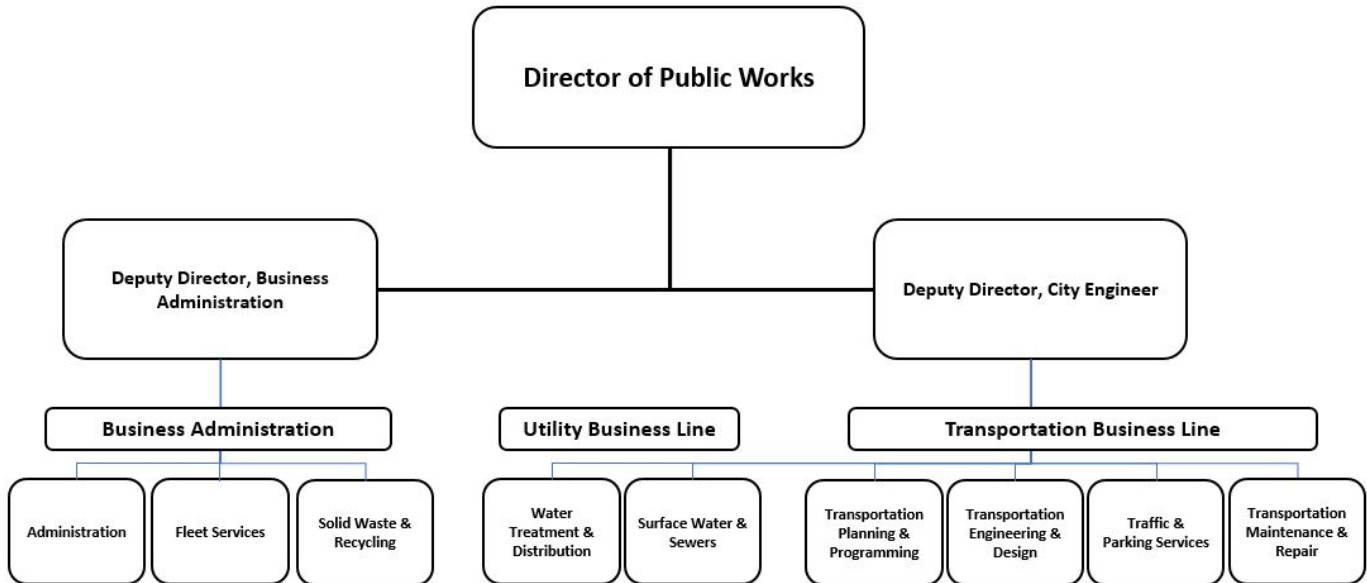 Director of Public Works
Deputy Director, Business
Administration
Deputy Director, City Engineer
Business Administration
Utility Business Line
Transportation Business Line
Administration
Fleet Services
Solid Waste &
Recycling
Water
Treatment &
Distribution
Surface Water &
Sewers
Transportation
Planning &
Programming
Transportation
Engineering &
Design
Traffic &
Parking Services
Transportation
Maintenance &
Repair